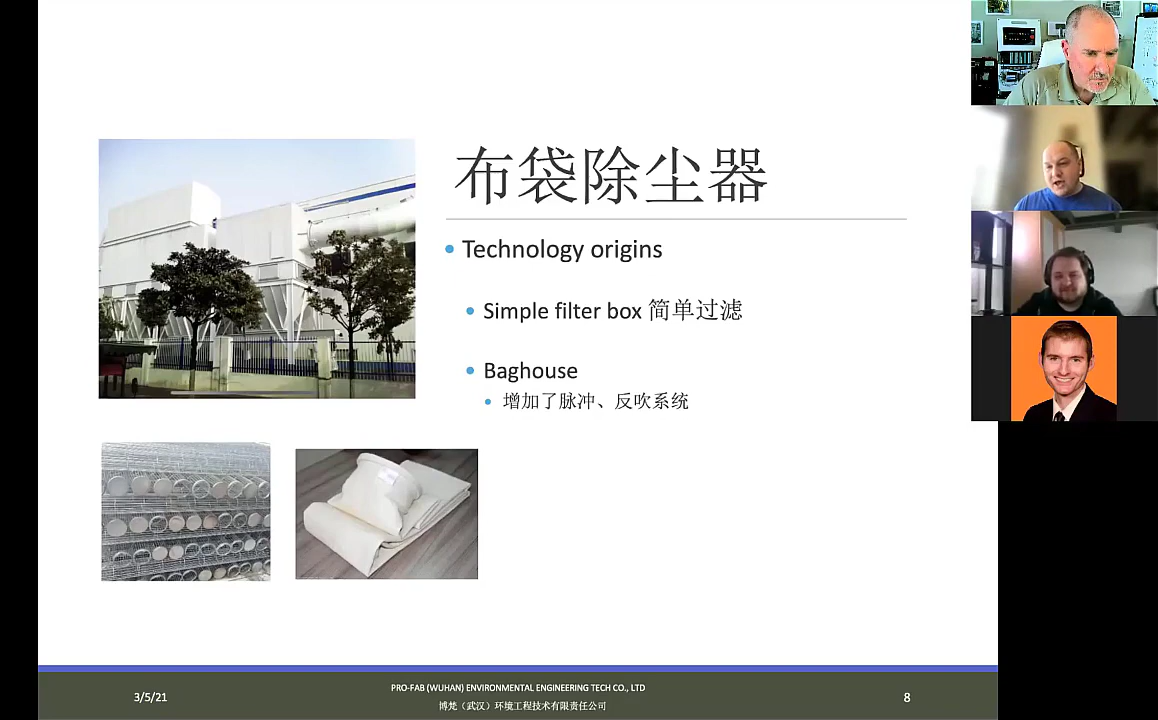 布袋除尘器
Technology origins
Simple filter box 简单过滤
Baghouse
增加了脉冲、反吹系统
3/5/21
PRO-FAB (WUHAN) ENVIRONMENTAL ENGINEERING TECH CO., LTD
博梵（武汉）环境工程技术有限责任公司
8